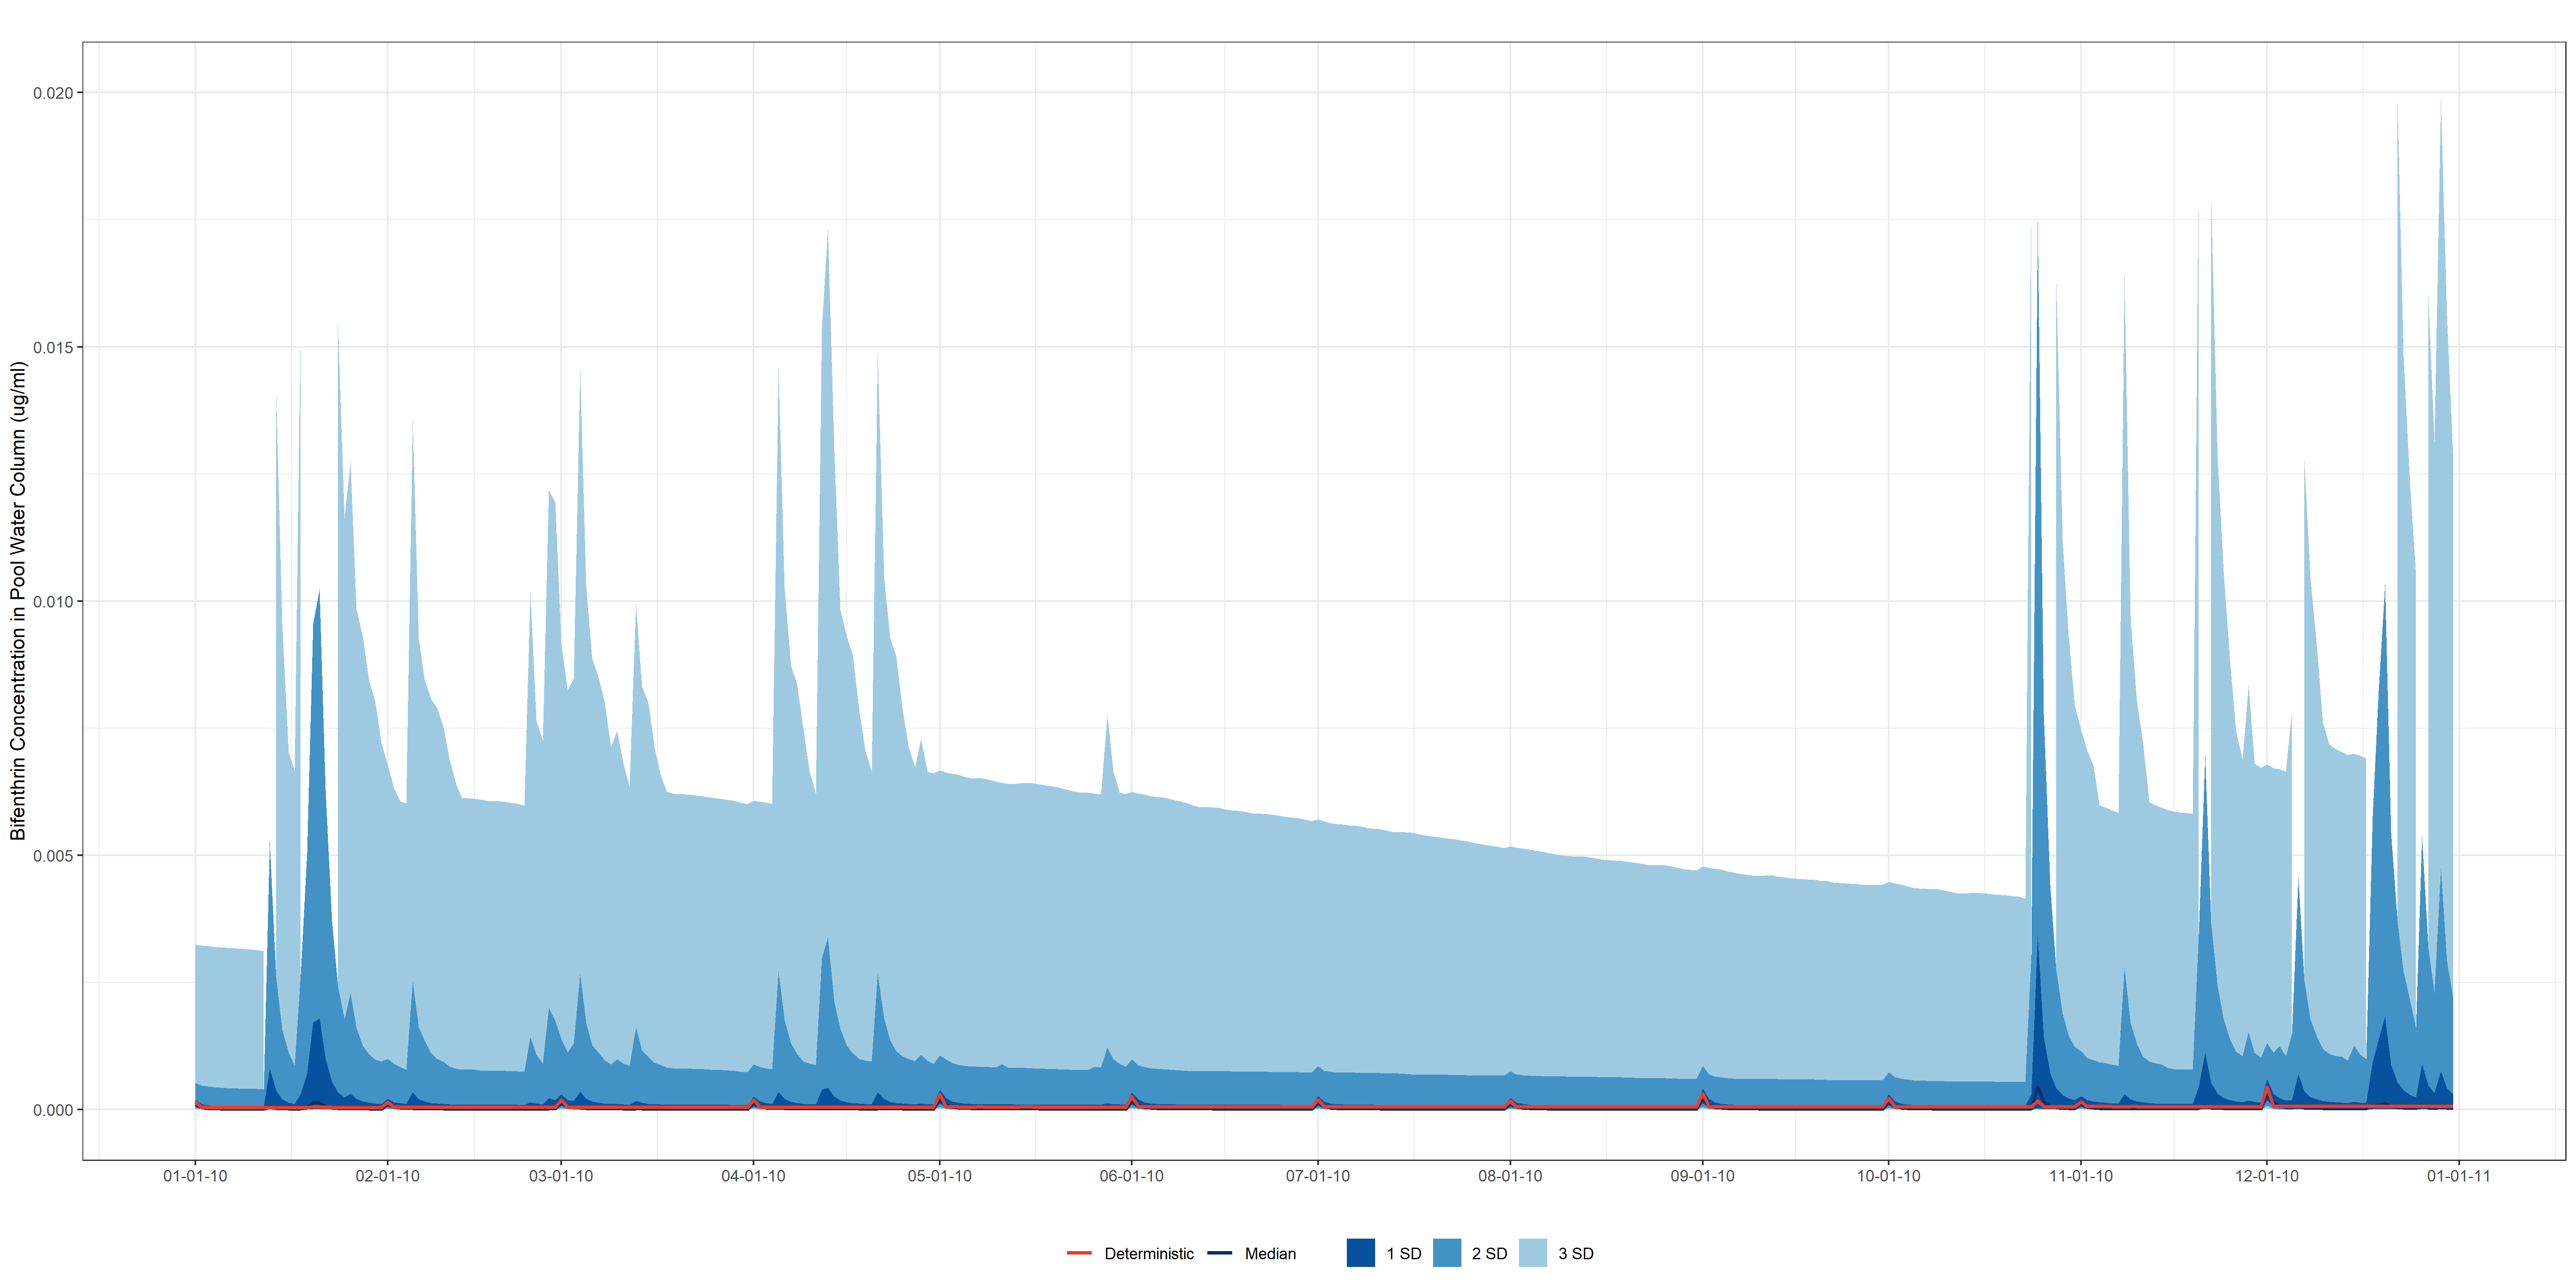 Bifenthrin Concentration in Pool Water Column (ug/ml)
0.020
0.015
0.010
0.005
0.000
01-01-10 02-01-10 03-01-10 04-01-10 05-01-10 06-01-10 07-01-10 08-01-10 09-01-10 10-01-10 11-01-10 12-01-10 01-01-11
Deterministic Median 1 SD 2 SD 3 SD